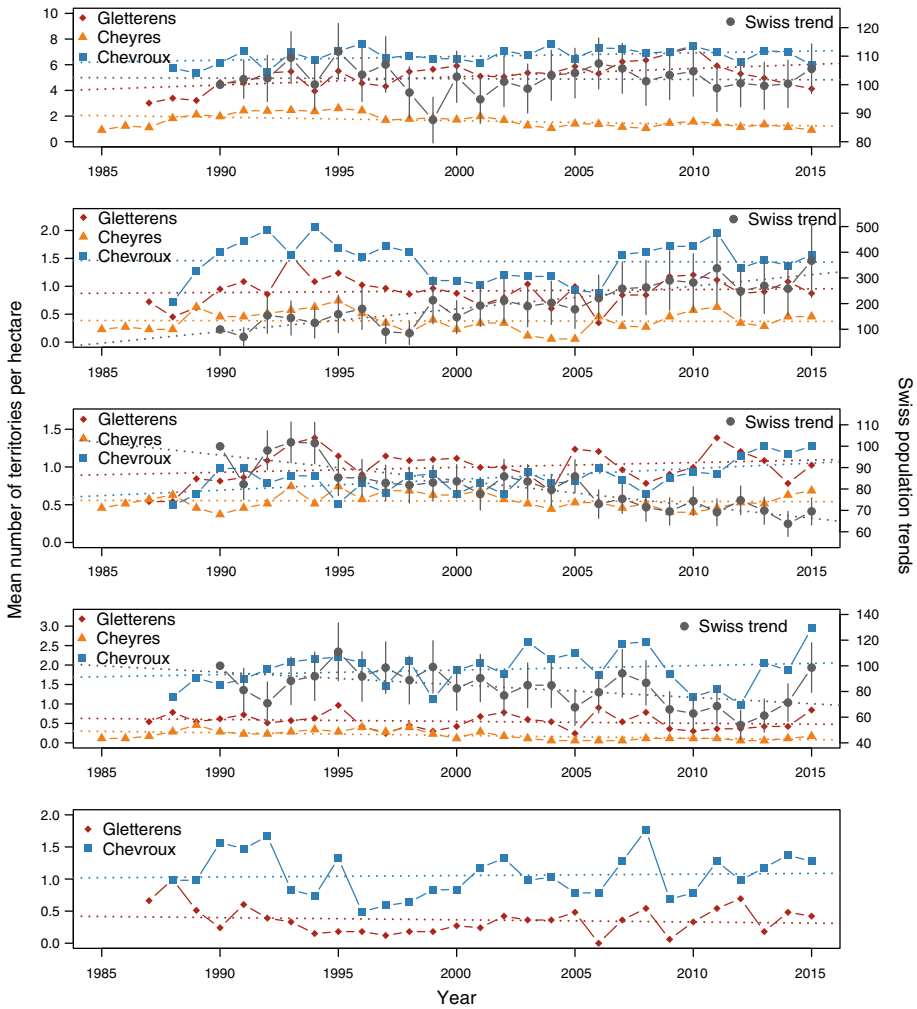 Mean number of territories per hectare
Swiss population trends
Gletterens
Cheyres
Chevroux
Swiss trend
10
8
6
4
2
0
120
110
100
90
80
1985 1990 1995 2000 2005 2010 2015
Gletterens
Cheyres
Chevroux
Swiss trend
2.0
1.5
1.0
0.5
0.0
500
400
300
200
100
1985 1990 1995 2000 2005 2010 2015
Gletterens
Cheyres
Chevroux
Swiss trend
1.5
1.0
0.5
0.0
110
100
90
80
70
60
1985 1990 1995 2000 2005 2010 2015
Gletterens
Cheyres
Chevroux
Swiss trend
3.0
2.5
2.0
1.5
1.0
0.5
0.0
140
120
100
80
60
40
1985 1990 1995 2000 2005 2010 2015
Gletterens
Chevroux
2.0
1.5
1.0
0.5
0.0
1985 1990 1995 2000 2005 2010 2015
Year